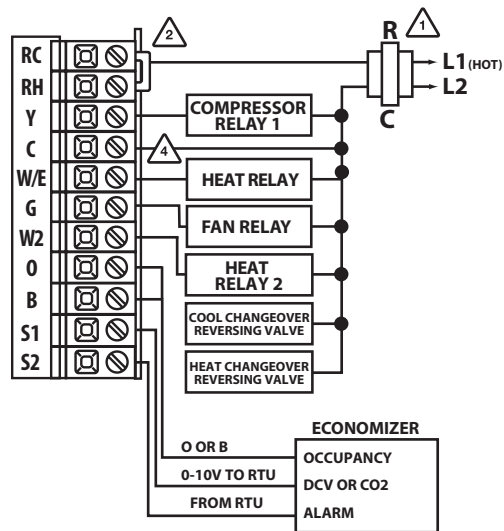 R
1
2
RC
L1 (HOT)
RH
L2
Y
COMPRESSOR
RELAY 1
C
C
4
W/E
HEAT RELAY
G
FAN RELAY
W2
HEAT
RELAY 2
O
B
COOL CHANGEOVER
REVERSING VALVE
S1
S2
HEAT CHANGEOVER
REVERSING VALVE
ECONOMIZER
O OR B
OCCUPANCY
0-10V TO RTU
DCV OR CO2
FROM RTU
ALARM